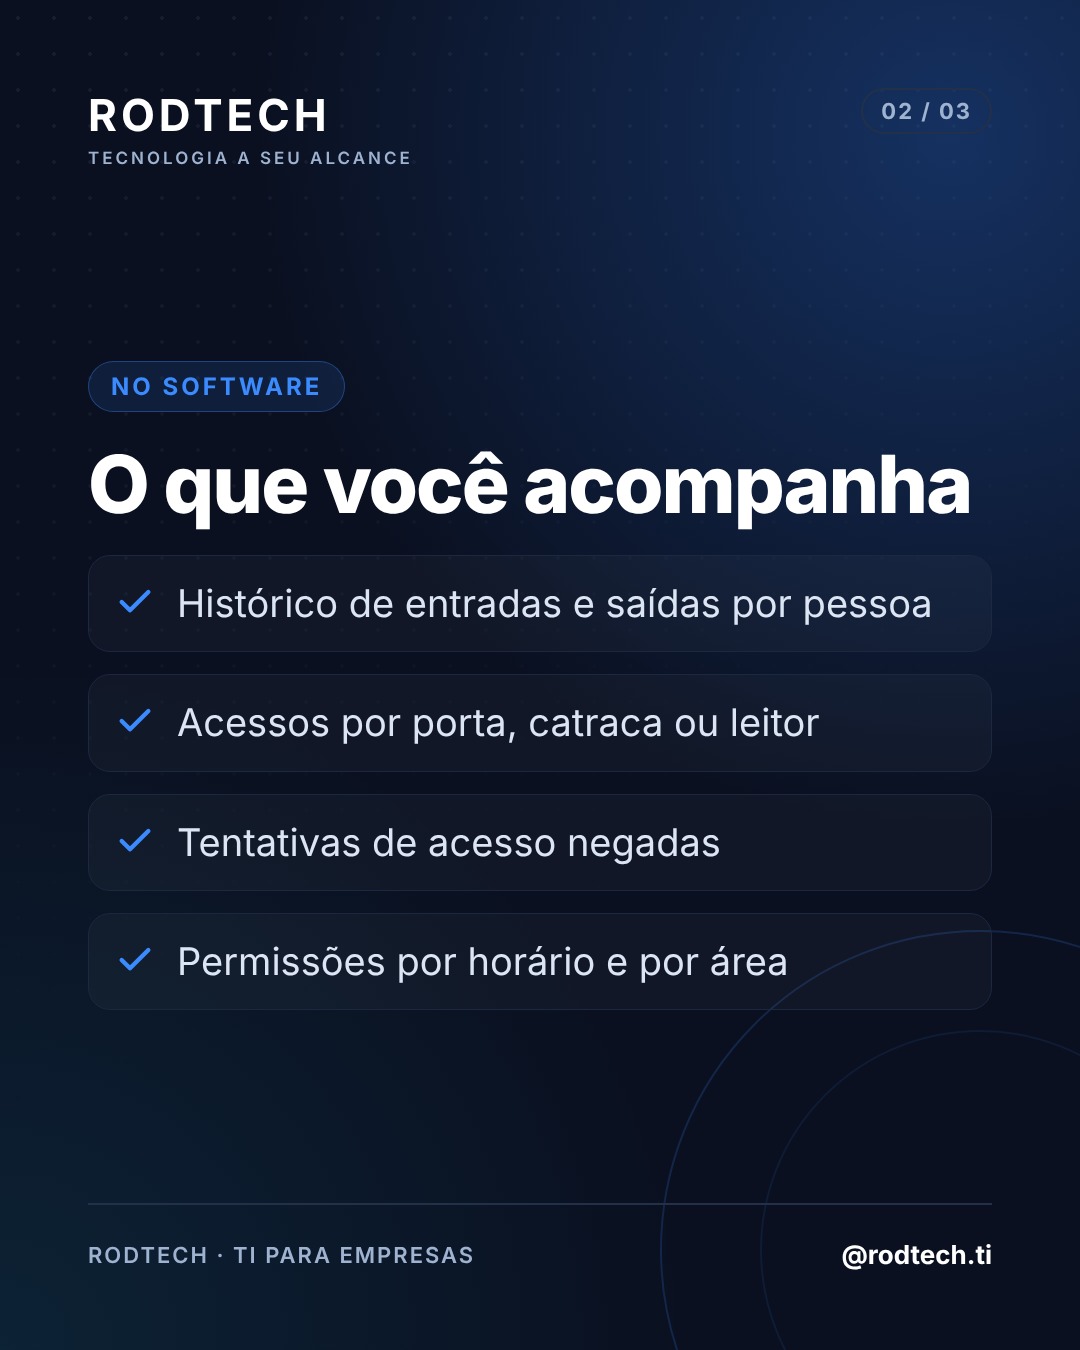 RODTECH
TECNOLOGIA A SEU ALCANCE
02 / 03
NO SOFTWARE
O que você acompanha
Histórico de entradas e saídas por pessoa
Acessos por porta, catraca ou leitor
Tentativas de acesso negadas
Permissões por horário e por área
RODTECH · TI PARA EMPRESAS
@rodtech.ti